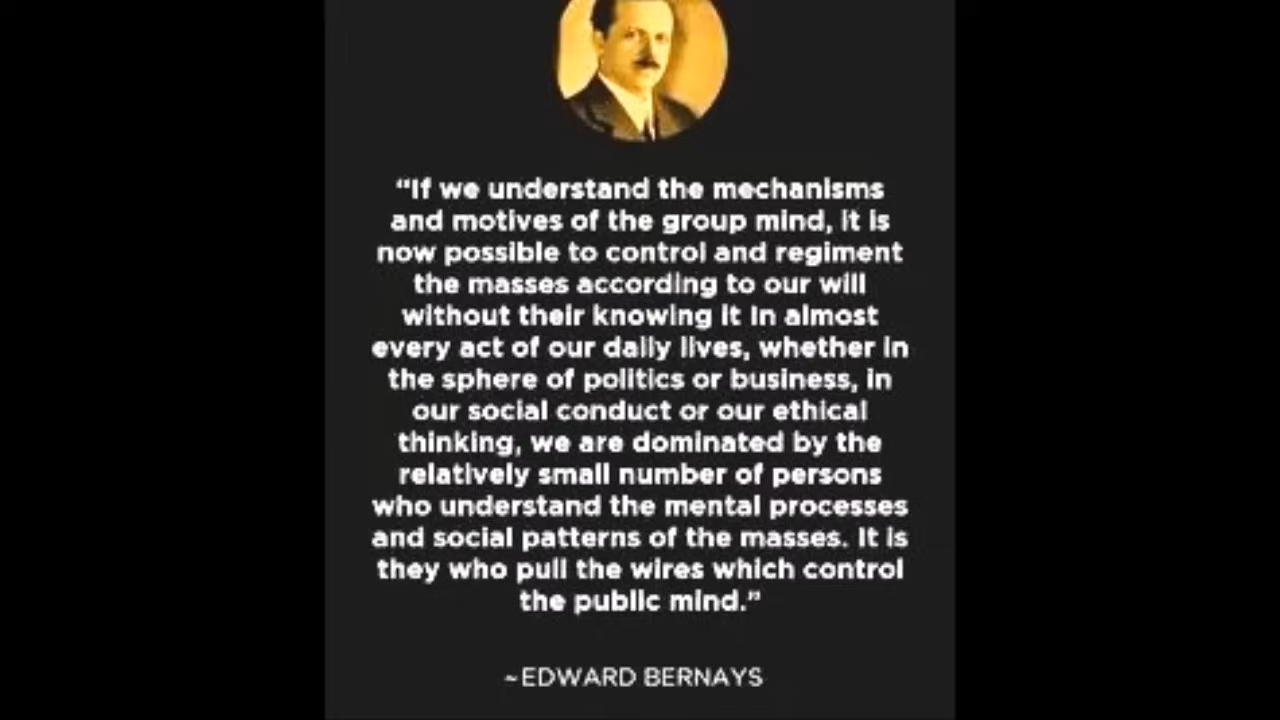 “If we understand the mechanisms
and motives of the group mind, it is
now possible to control and regiment
the masses according to our will
without their knowing it In almost
every act of our daily lives, whether in
the sphere of politics or business, in
our social conduct or our ethical
thinking, we are dominated by the
relatively small number of persons
who understand the mental processes
and social patterns of the masses. It is
they who pull the wires which control
the public mind.”
~EDWARD BERNAYS